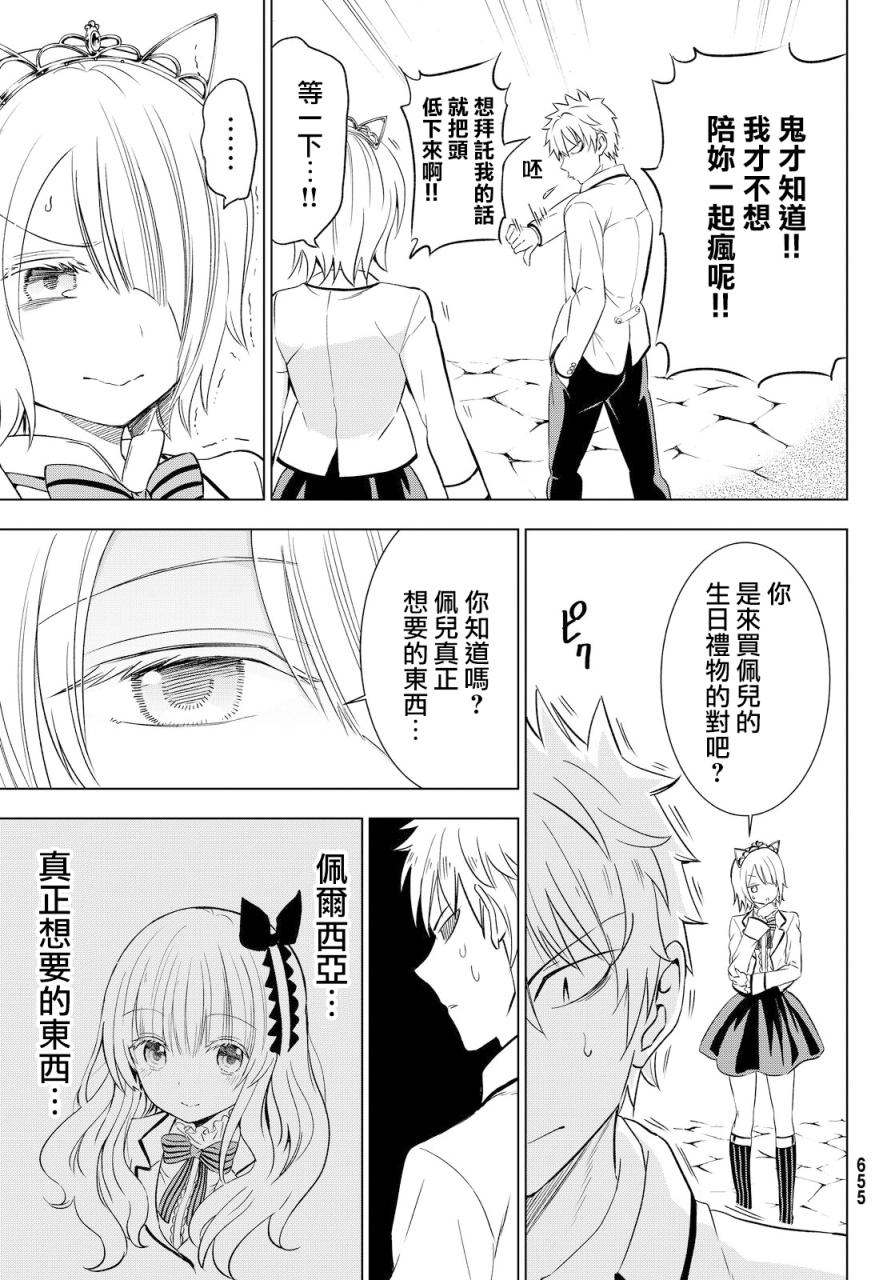 鬼才知道!!
我才不想
陪妳一起瘋呢!!
呸
想拜託我的話
就把頭
低下來啊!!
等一下…!!
……
你
是來買佩兒的
生日禮物的對吧?
ピク
你知道嗎?
佩兒真正
想要的東西…
佩爾西亞…
真正想要的東西…
655